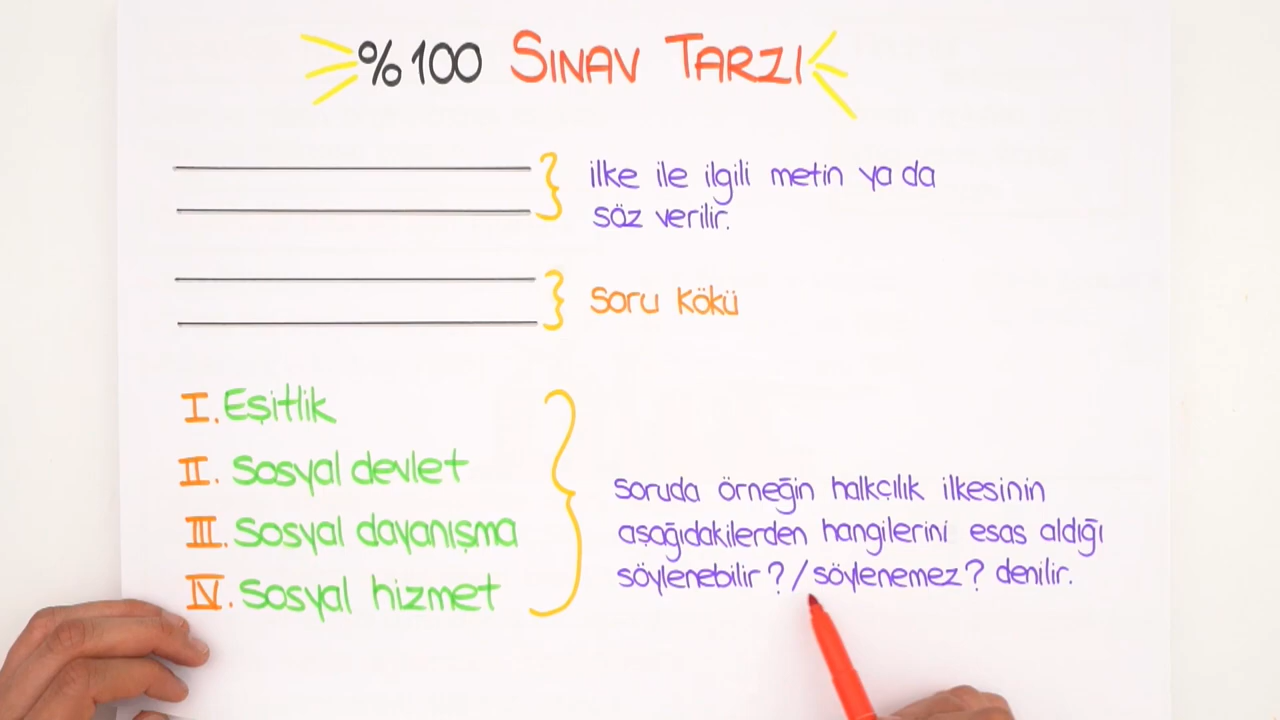 %100 SINAV TARZI
ilke ile ilgili metin ya da
söz verilir.
soru kökü
I. Eşitlik
II. Sosyal devlet
III. Sosyal dayanışma
IV. Sosyal hizmet
soruda örneğin halkçılık ilkesinin
aşağıdakilerden hangilerini esas aldığı
söylenebilir? / söylenemez? denilir.